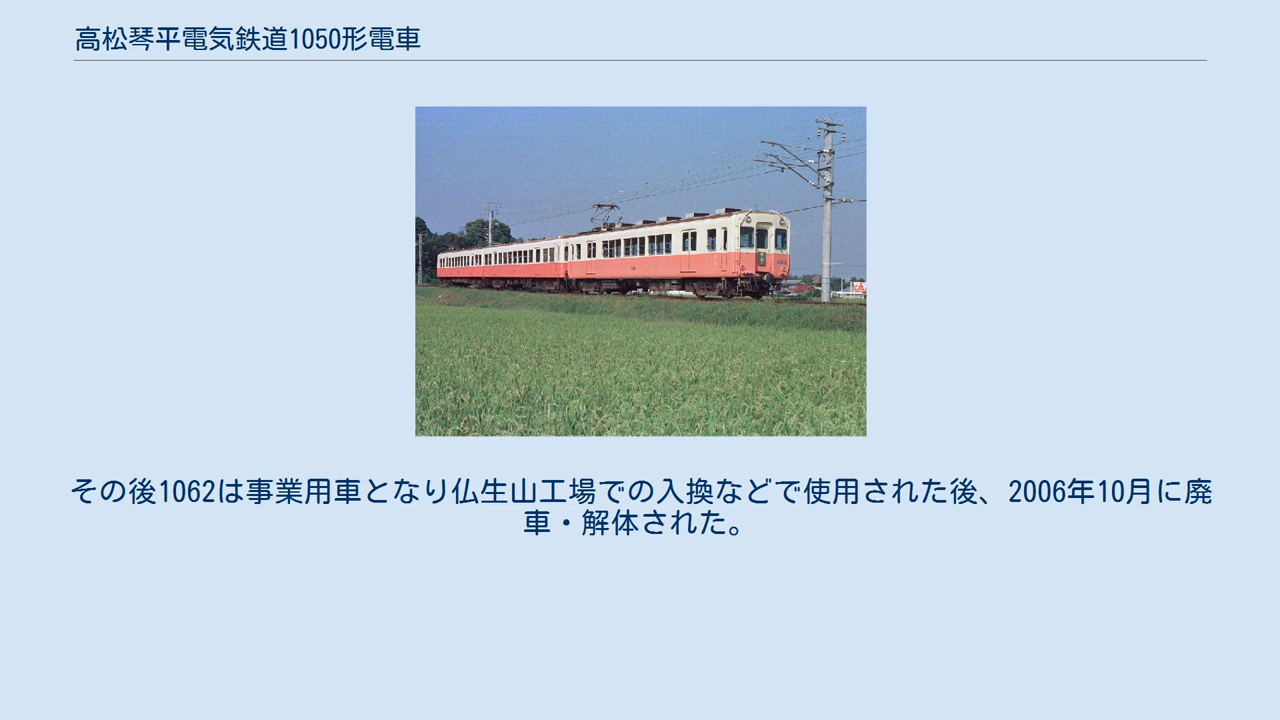 高松琴平電気鉄道1050形電車
その後1062は事業用車となり仏生山工場での入換などで使用された後、2006年10月に廃
車・解体された。